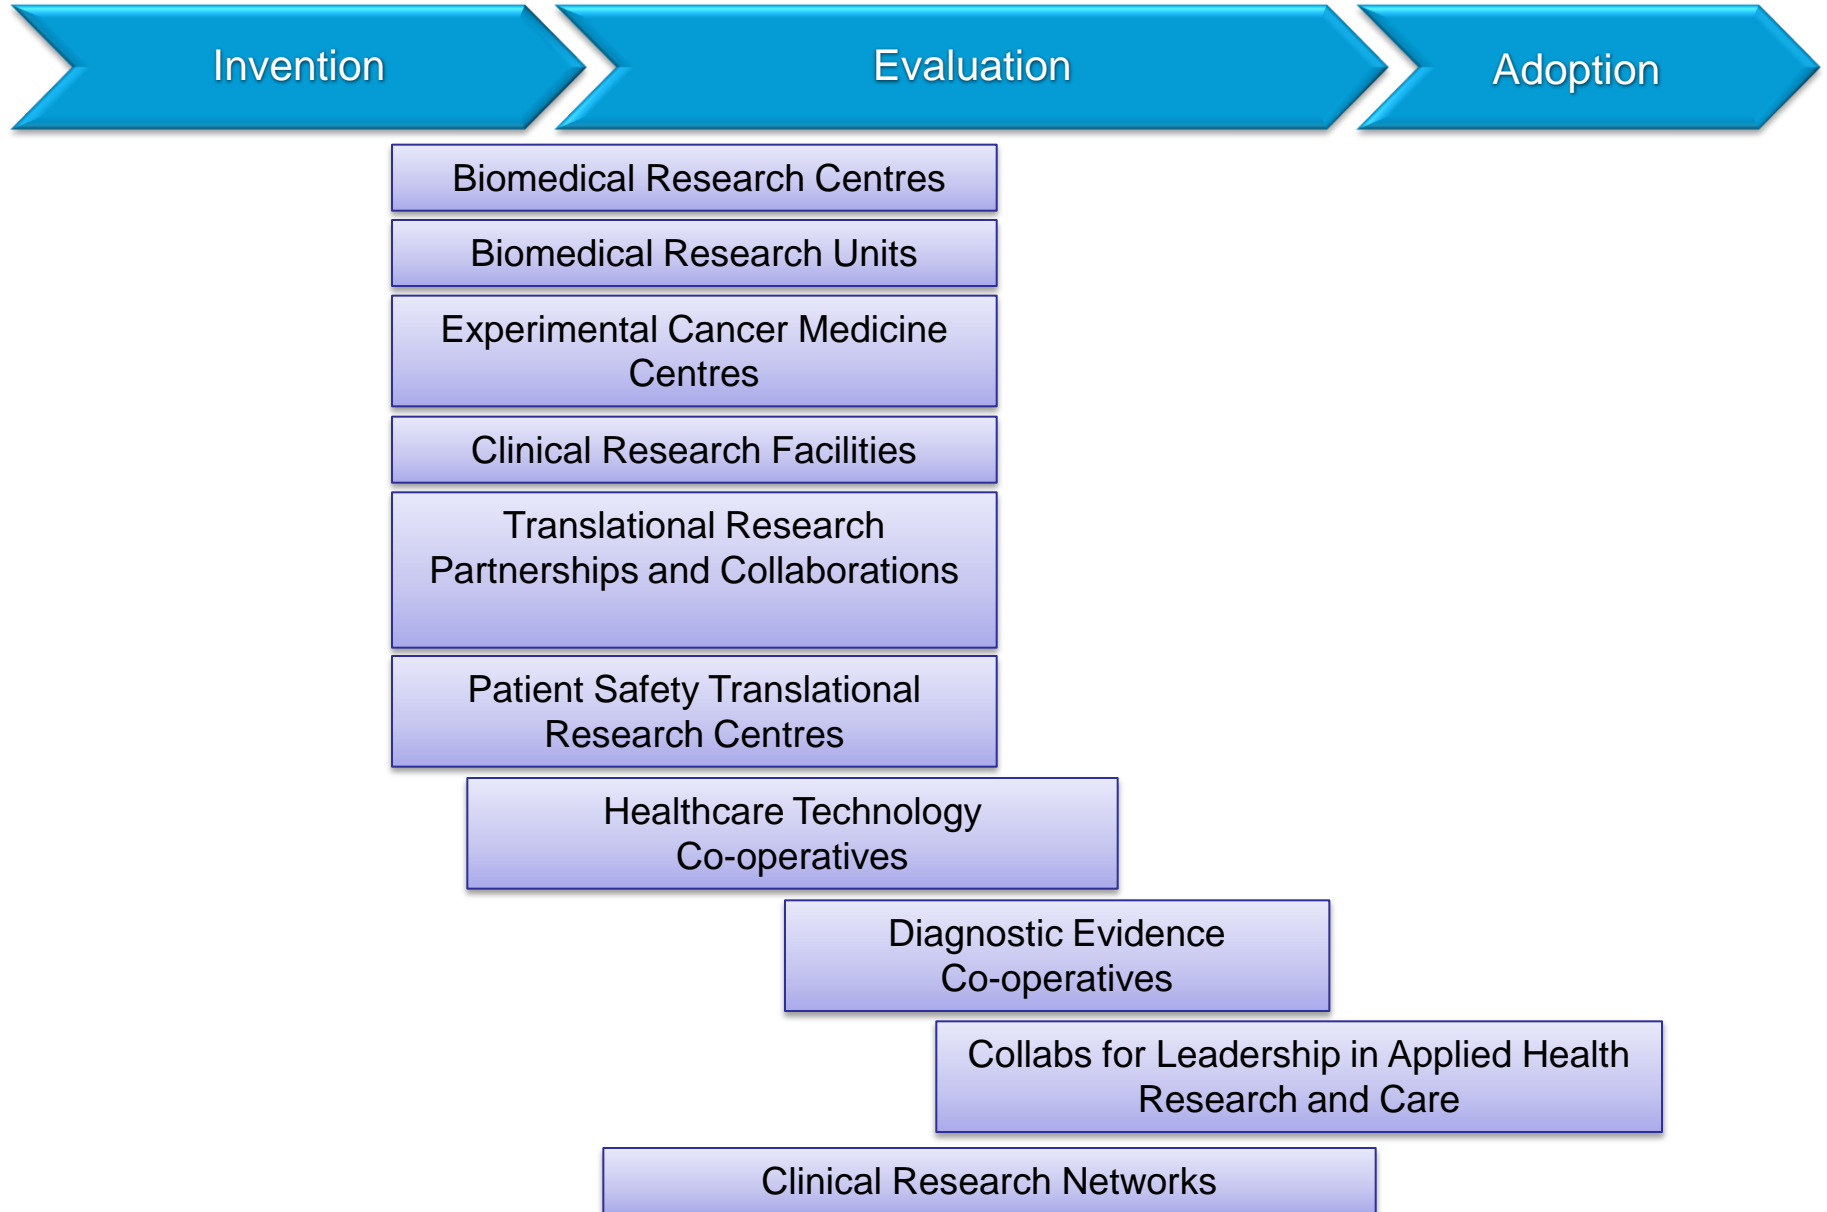 Invention
Evaluation
Adoption
Biomedical Research Centres
Biomedical Research Units
Experimental Cancer Medicine
Centres
Clinical Research Facilities
Translational Research
Partnerships and Collaborations
Patient Safety Translational
Research Centres
Healthcare Technology
Co-operatives
Diagnostic Evidence
Co-operatives
Collabs for Leadership in Applied Health
Research and Care
Clinical Research Networks